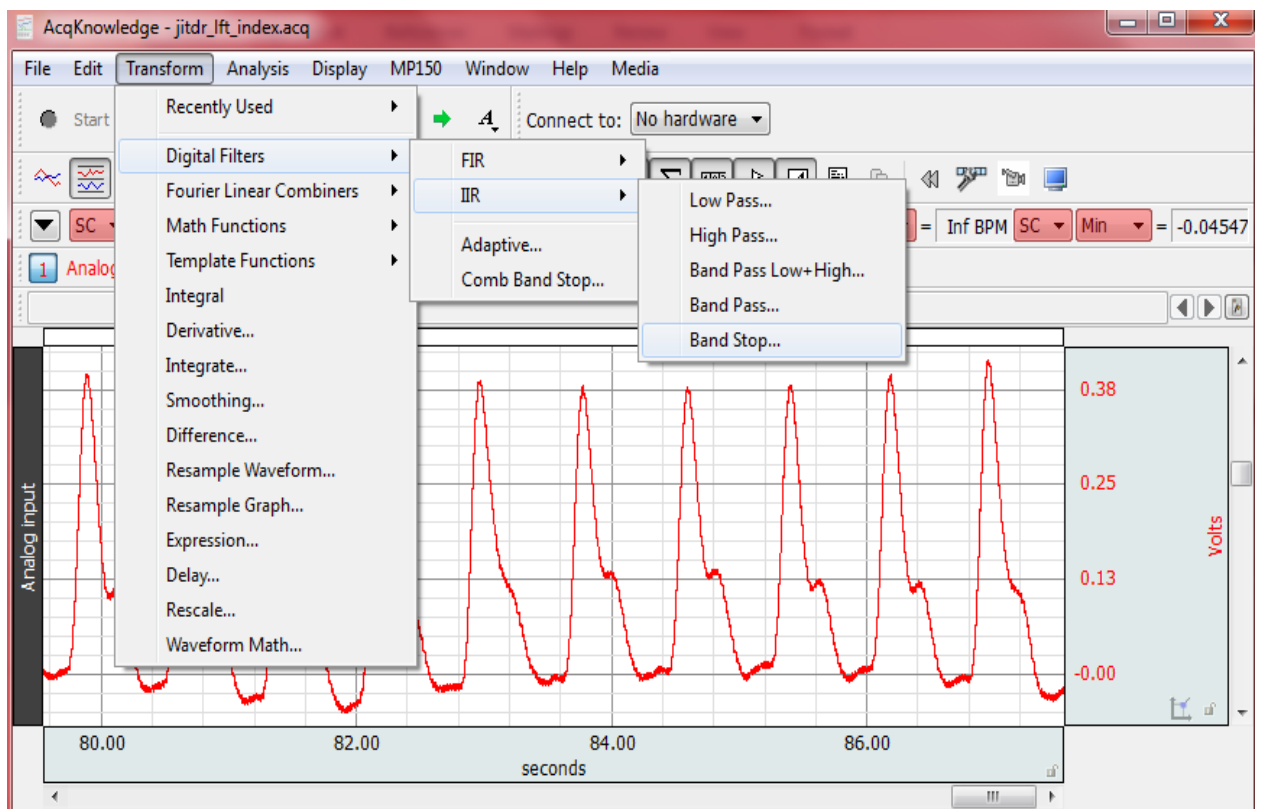 AcqKnowledge - jitdr_lft_index.acq
File Edit Transform Analysis Display MP150 Window Help Media
Start
Connect to: No hardware
SC
= Inf BPM SC Min = -0.04547
1 Analog
Recently Used
Digital Filters
Fourier Linear Combiners
Math Functions
Template Functions
Integral
Derivative...
Integrate...
Smoothing...
Difference...
Resample Waveform...
Resample Graph...
Expression...
Delay...
Rescale...
Waveform Math...
FIR
IIR
Adaptive...
Comb Band Stop...
Low Pass...
High Pass...
Band Pass Low+High...
Band Pass...
Band Stop...
Analog input
0.38
0.25
0.13
-0.00
Volts
80.00 82.00 84.00 86.00
seconds